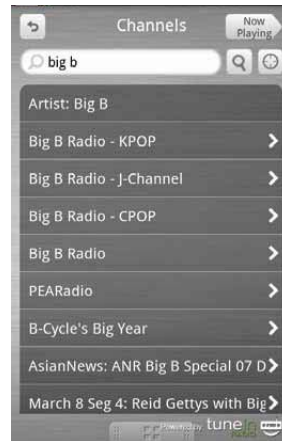 Channels
Now
Playing
big b
Artist: Big B
Big B Radio - KPOP
Big B Radio - J-Channel
Big B Radio - CPOP
Big B Radio
PEARadio
B-Cycle's Big Year
AsianNews: ANR Big B Special 07 D
March 8 Seg 4: Reid Gettys with Big
Powered by tunein